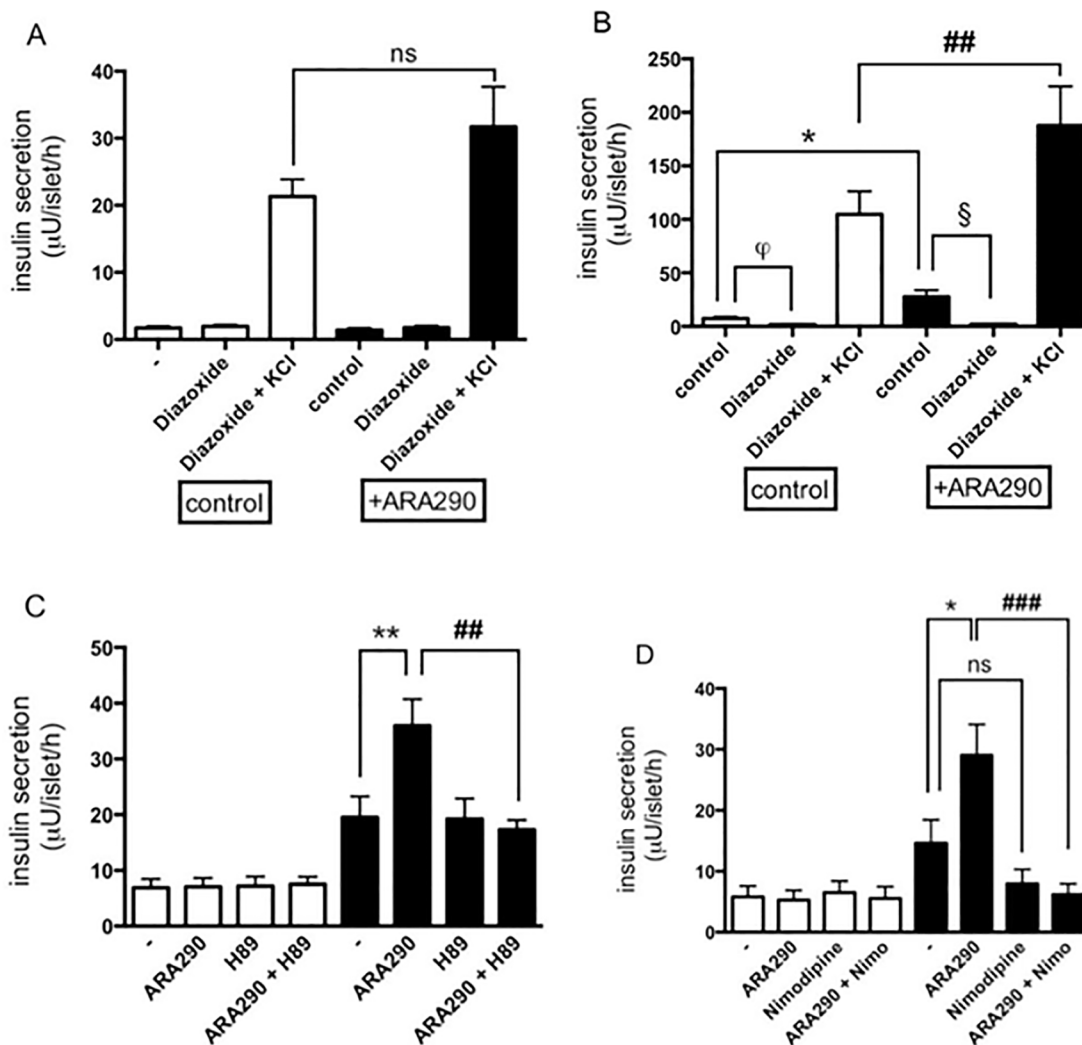 A
ns
40
30
20
10
0
insulin secretion
(μU/islet/h)
-
Diazoxide
Diazoxide + KCl
control
Diazoxide
Diazoxide + KCl
control
+ARA290
B
##
*
φ
§
250
200
150
100
50
0
insulin secretion
(μU/islet/h)
control
Diazoxide
Diazoxide + KCl
control
Diazoxide
Diazoxide + KCl
control
+ARA290
C
**
##
50
40
30
20
10
0
insulin secretion
(μU/islet/h)
-
ARA290
H89
ARA290 + H89
-
ARA290
H89
ARA290 + H89
D
*
###
ns
40
30
20
10
0
insulin secretion
(μU/islet/h)
-
ARA290
Nimodipine
ARA290 + Nimo
-
ARA290
Nimodipine
ARA290 + Nimo